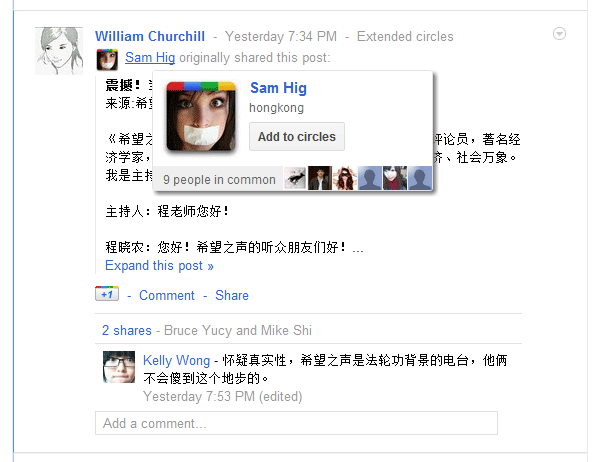 William Churchill - Yesterday 7:34 PM - Extended circles
Sam Hig originally shared this post:
震撼!
来源:希望
Sam Hig
hongkong
Add to circles
9 people in common
《希望之
评论员，著名经
济学家，
济、社会万象。
我是主持
主持人：程老师您好！
程晓农：您好！希望之声的听众朋友们好！...
Expand this post »
+1 - Comment - Share
2 shares - Bruce Yucy and Mike Shi
Kelly Wong - 怀疑真实性，希望之声是法轮功背景的电台，他俩
不会傻到这个地步的。
Yesterday 7:53 PM (edited)
Add a comment...